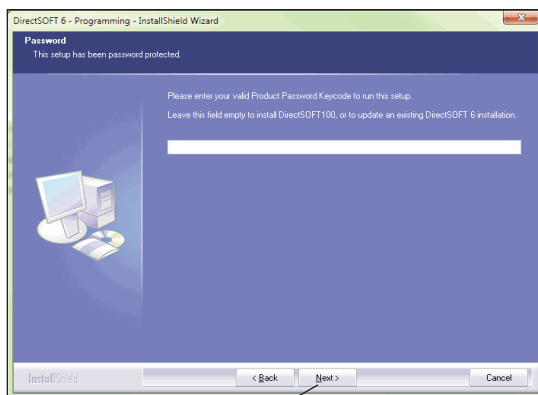 DirectSOFT 6 - Programming - InstallShield Wizard
Password
This setup has been password protected.
Please enter your valid Product Password Keycode to run this setup.
Leave this field empty to install DirectSOFT100, or to update an existing DirectSOFT 6 installation.
InstallShield
< Back
Next >
Cancel